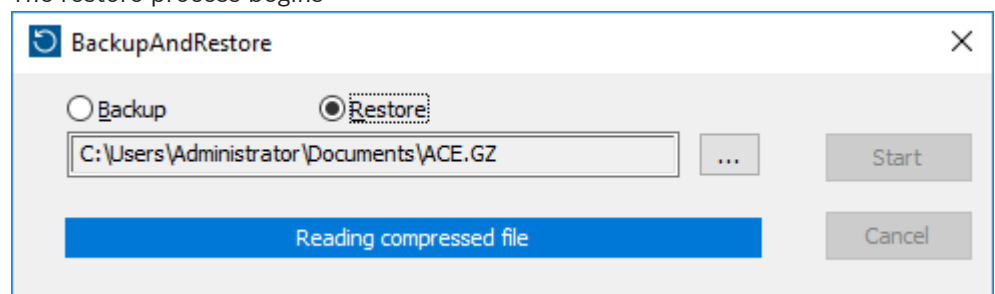 The restore process begins
BackupAndRestore
Backup Restore
C:\Users\Administrator\Documents\ACE.GZ ... Start
Reading compressed file Cancel